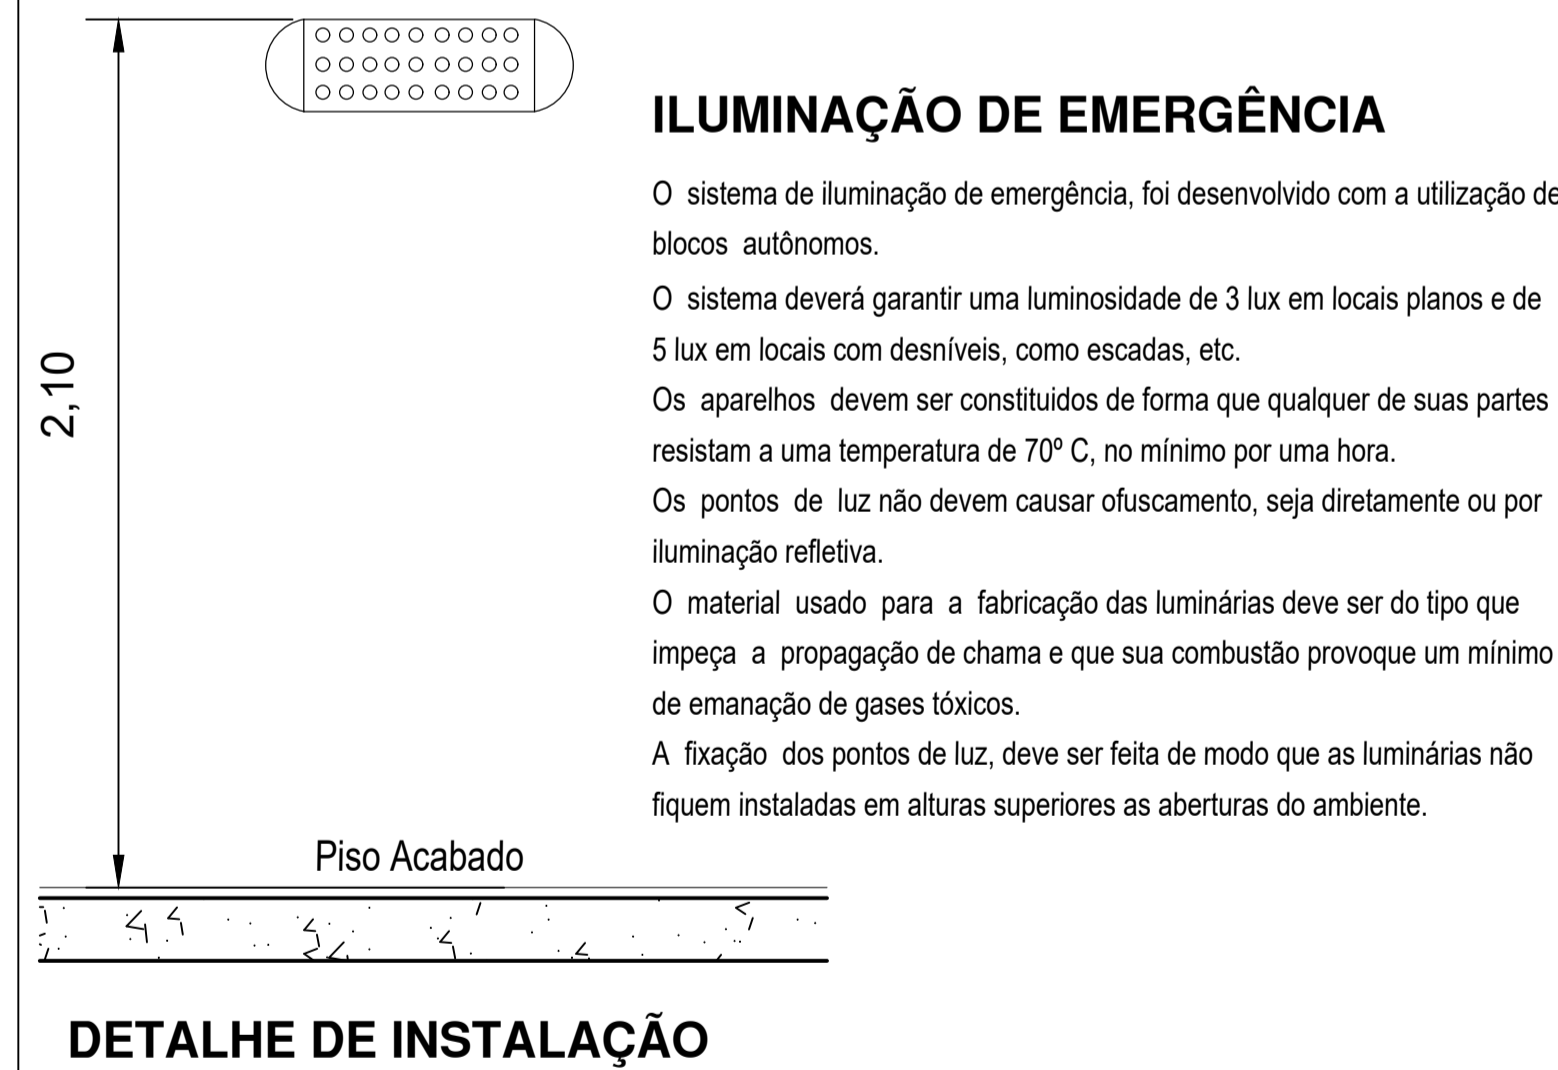 ILUMINAÇÃO DE EMERGÊNCIA
O sistema de iluminação de emergência, foi desenvolvido com a utilização de
blocos autônomos.
O sistema deverá garantir uma luminosidade de 3 lux em locais planos e de
5 lux em locais com desníveis, como escadas, etc.
Os aparelhos devem ser constituidos de forma que qualquer de suas partes
resistam a uma temperatura de 70º C, no mínimo por uma hora.
Os pontos de luz não devem causar ofuscamento, seja diretamente ou por
iluminação refletiva.
O material usado para a fabricação das luminárias deve ser do tipo que
impeça a propagação de chama e que sua combustão provoque um mínimo
de emanação de gases tóxicos.
A fixação dos pontos de luz, deve ser feita de modo que as luminárias não
fiquem instaladas em alturas superiores as aberturas do ambiente.
2,10
Piso Acabado
DETALHE DE INSTALAÇÃO